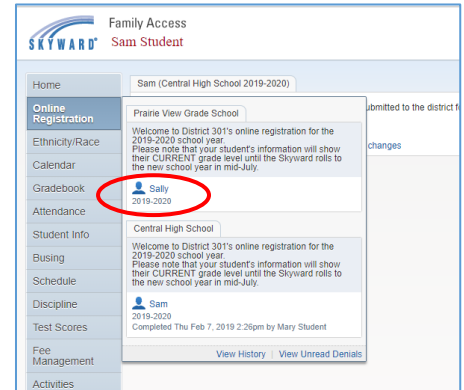 Family Access
SKYWARD® Sam Student
Home
Sam (Central High School 2019-2020)
Online
Registration
Ethnicity/Race
Calendar
Gradebook
Attendance
Student Info
Busing
Schedule
Discipline
Test Scores
Fee
Management
Activities
ubmitted to the district f
changes
Prairie View Grade School
Welcome to District 301's online registration for the
2019-2020 school year.
Please note that your student's information will show
their CURRENT grade level until the Skyward rolls to
the new school year in mid-July.
Sally
2019-2020
Central High School
Welcome to District 301's online registration for the
2019-2020 school year.
Please note that your student's information will show
their CURRENT grade level until the Skyward rolls to
the new school year in mid-July.
Sam
2019-2020
Completed Thu Feb 7, 2019 2:26pm by Mary Student
View History | View Unread Denials